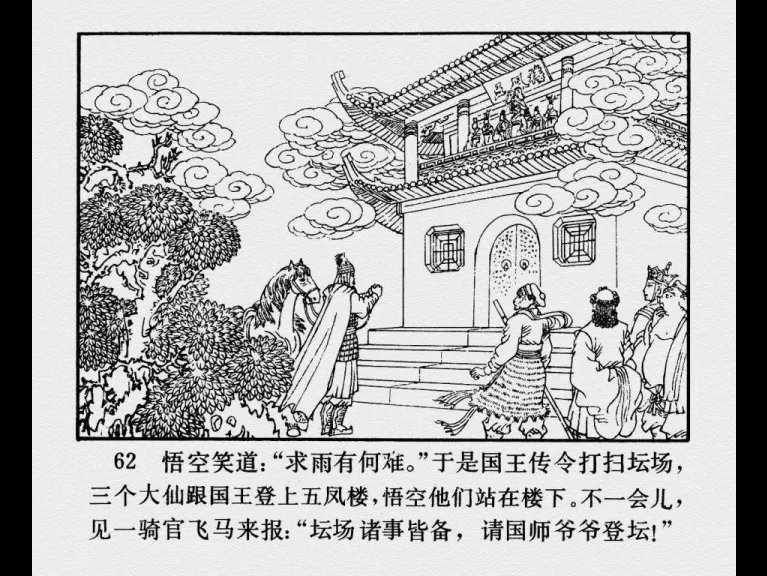 楼凤五
62 悟空笑道：“求雨有何难。”于是国王传令打扫坛场，
三个大仙跟国王登上五凤楼，悟空他们站在楼下。不一会儿，
见一骑官飞马来报：“坛场诸事皆备，请国师爷爷登坛！”